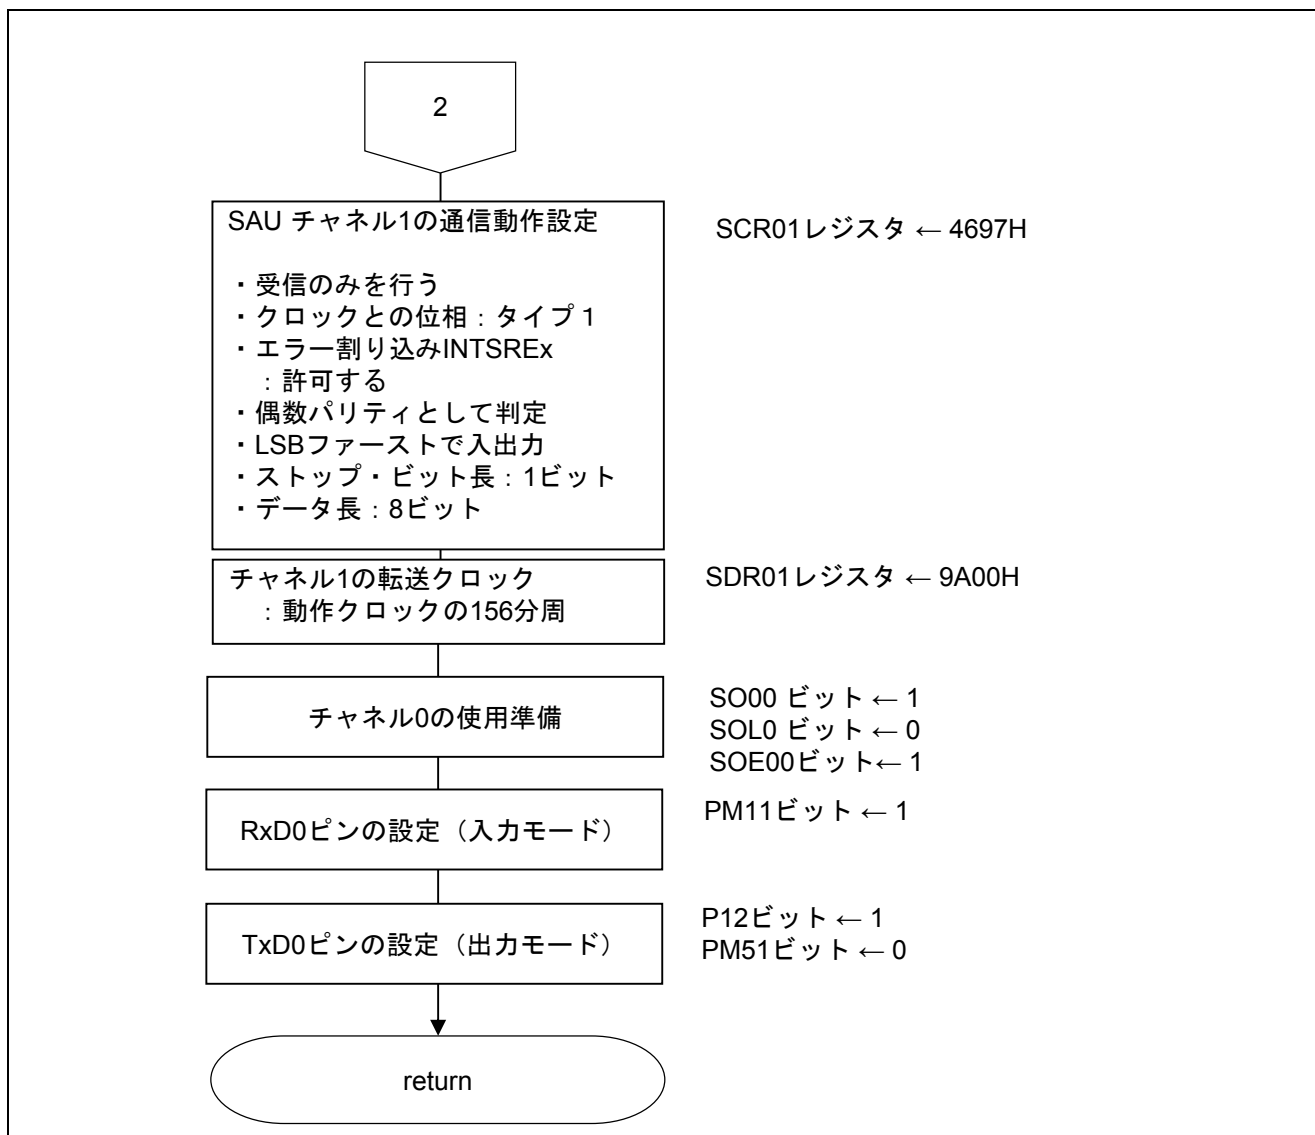 2
SAU チャネル1の通信動作設定
SCR01レジスタ ← 4697H
・受信のみを行う
・クロックとの位相：タイプ１
・エラー割り込みINTSREx
：許可する
・偶数パリティとして判定
・LSBファーストで入出力
・ストップ・ビット長：1ビット
・データ長：8ビット
チャネル1の転送クロック
：動作クロックの156分周
SDR01レジスタ ← 9A00H
チャネル0の使用準備
SO00 ビット ← 1
SOL0 ビット ← 0
SOE00ビット← 1
RxD0ピンの設定（入力モード）
PM11ビット ← 1
TxD0ピンの設定（出力モード）
P12ビット ← 1
PM51ビット ← 0
return